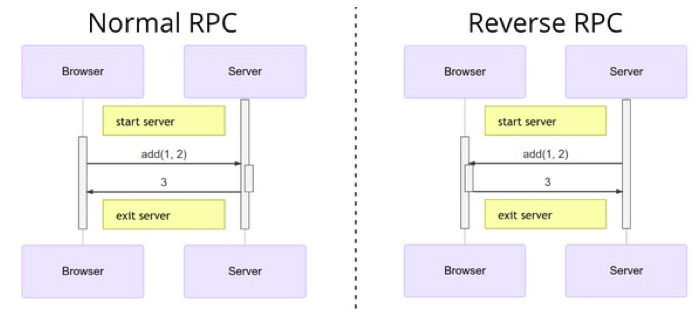 Normal RPC
Browser
Server
start server
add(1, 2)
3
exit server
Browser
Server
Reverse RPC
Browser
Server
start server
add(1, 2)
3
exit server
Browser
Server